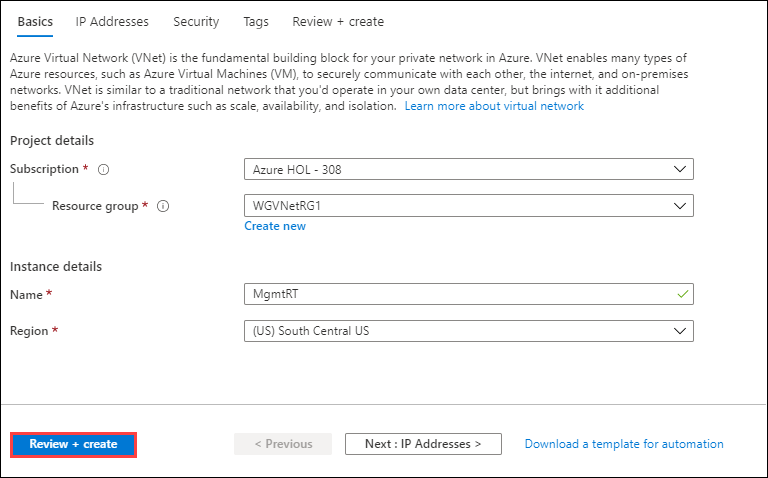 Basics IP Addresses Security Tags Review + create
Azure Virtual Network (VNet) is the fundamental building block for your private network in Azure. VNet enables many types of
Azure resources, such as Azure Virtual Machines (VM), to securely communicate with each other, the internet, and on-premises
networks. VNet is similar to a traditional network that you'd operate in your own data center, but brings with it additional
benefits of Azure's infrastructure such as scale, availability, and isolation. Learn more about virtual network
Project details
Subscription * Azure HOL - 308
Resource group * WGVNetRG1
Create new
Instance details
Name * MgmtRT
Region * (US) South Central US
Review + create < Previous Next : IP Addresses > Download a template for automation